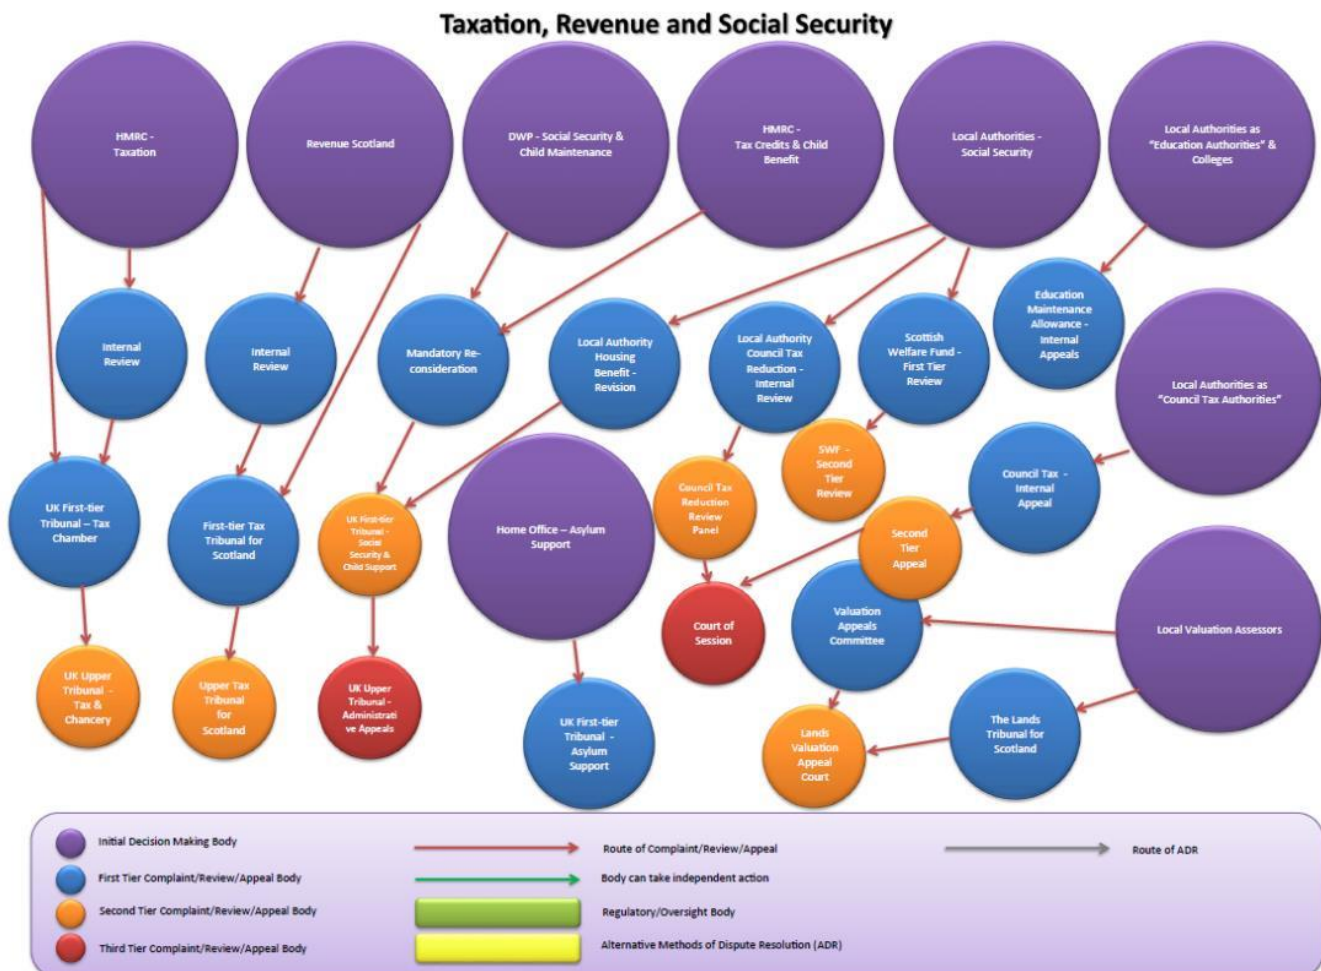 Taxation, Revenue and Social Security
HMRC -
Taxation
Revenue Scotland
DWP - Social Security &
Child Maintenance
HMRC -
Tax Credits & Child
Benefit
Local Authorities -
Social Security
Local Authorities as
"Education Authorities" &
Colleges
Internal
Review
Internal
Review
Mandatory Re-
consideration
Local Authority
Housing
Benefit -
Revision
Local Authority
Council Tax
Reduction -
Internal
Review
Scottish
Welfare Fund -
First Tier
Review
Education
Maintenance
Allowance -
Internal
Appeals
Local Authorities as
"Council Tax Authorities"
UK First-tier
Tribunal – Tax
Chamber
First-tier Tax
Tribunal for
Scotland
UK First-tier
Tribunal -
Social
Security &
Child Support
Home Office – Asylum
Support
Council Tax
Reduction
Review
Panel
SWF -
Second
Tier
Review
Second
Tier
Appeal
Council Tax -
Internal
Appeal
UK Upper
Tribunal -
Tax &
Chancery
Upper Tax
Tribunal
for
Scotland
UK Upper
Tribunal -
Administrati
ve Appeals
UK First-tier
Tribunal -
Asylum
Support
Court of
Session
Valuation
Appeals
Committee
Local Valuation Assessors
Lands
Valuation
Appeal
Court
The Lands
Tribunal for
Scotland
Initial Decision Making Body
Route of Complaint/Review/Appeal
Route of ADR
First Tier Complaint/Review/Appeal Body
Body can take independent action
Second Tier Complaint/Review/Appeal Body
Regulatory/Oversight Body
Third Tier Complaint/Review/Appeal Body
Alternative Methods of Dispute Resolution (ADR)